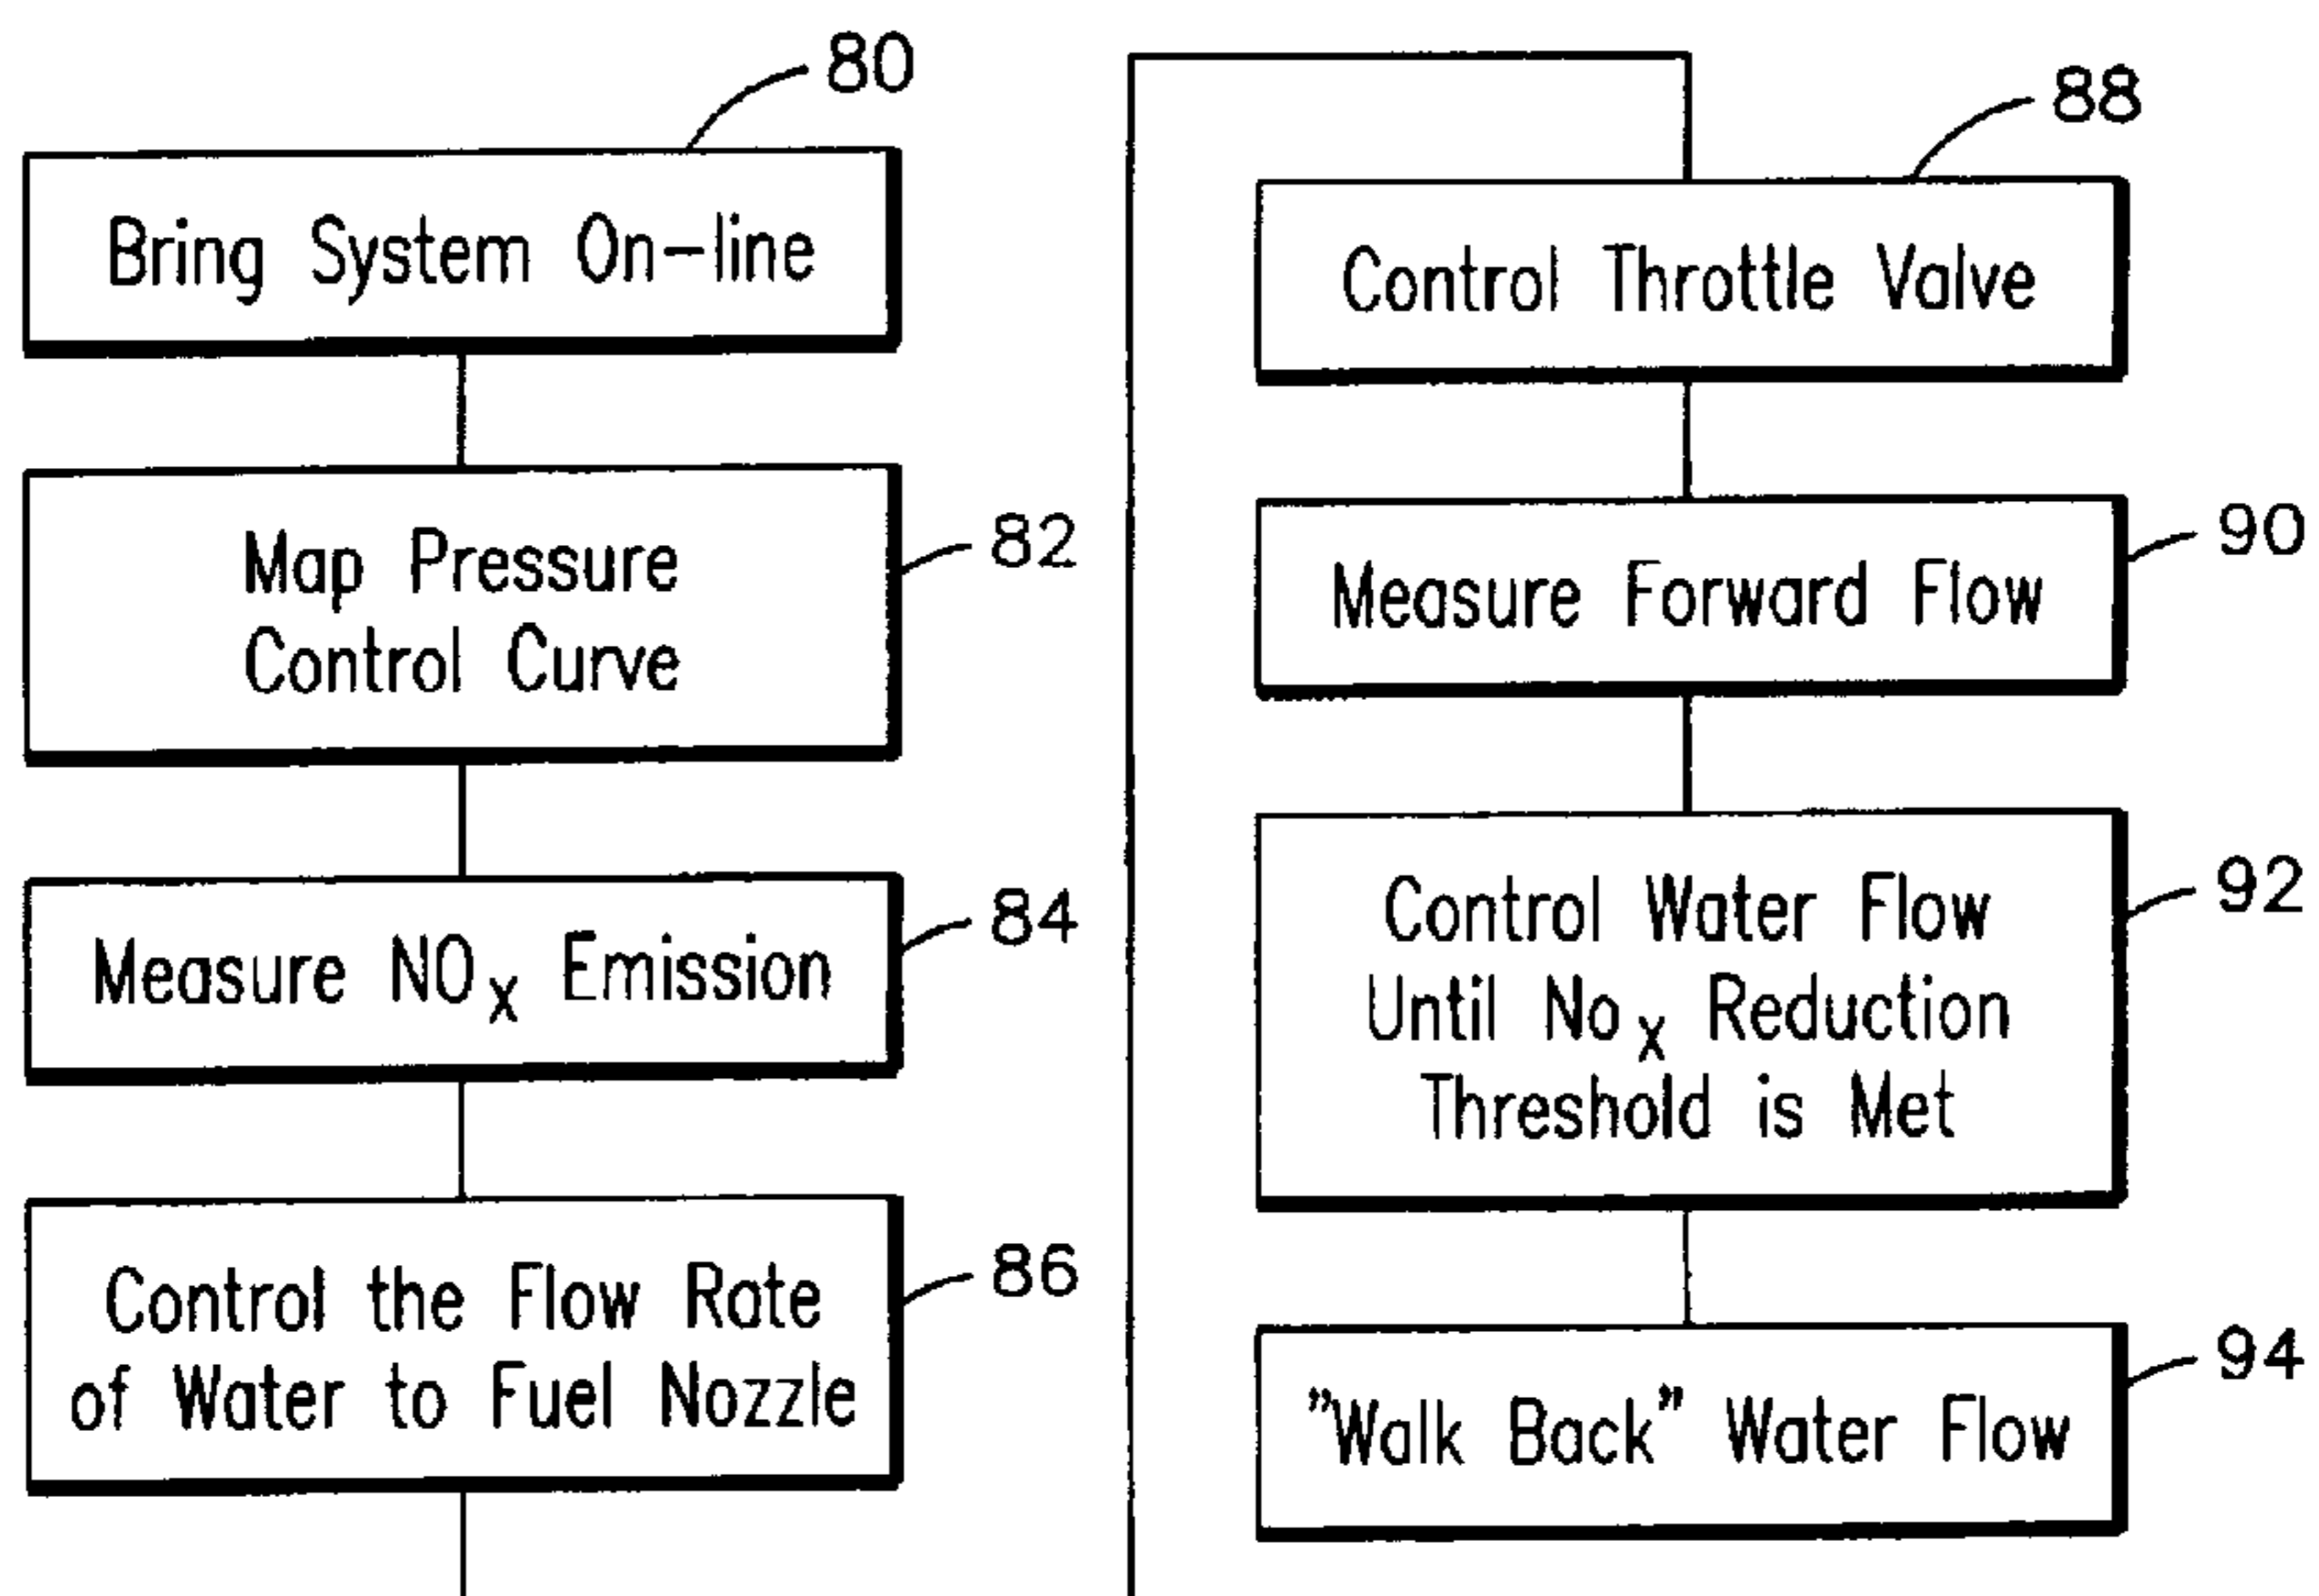 80
Bring System On-line
Map Pressure
Control Curve
82
Measure NOx Emission
84
Control the Flow Rate
of Water to Fuel Nozzle
86
88
Control Throttle Valve
Measure Forward Flow
90
Control Water Flow
Until Nox Reduction
Threshold is Met
92
"Walk Back" Water Flow
94